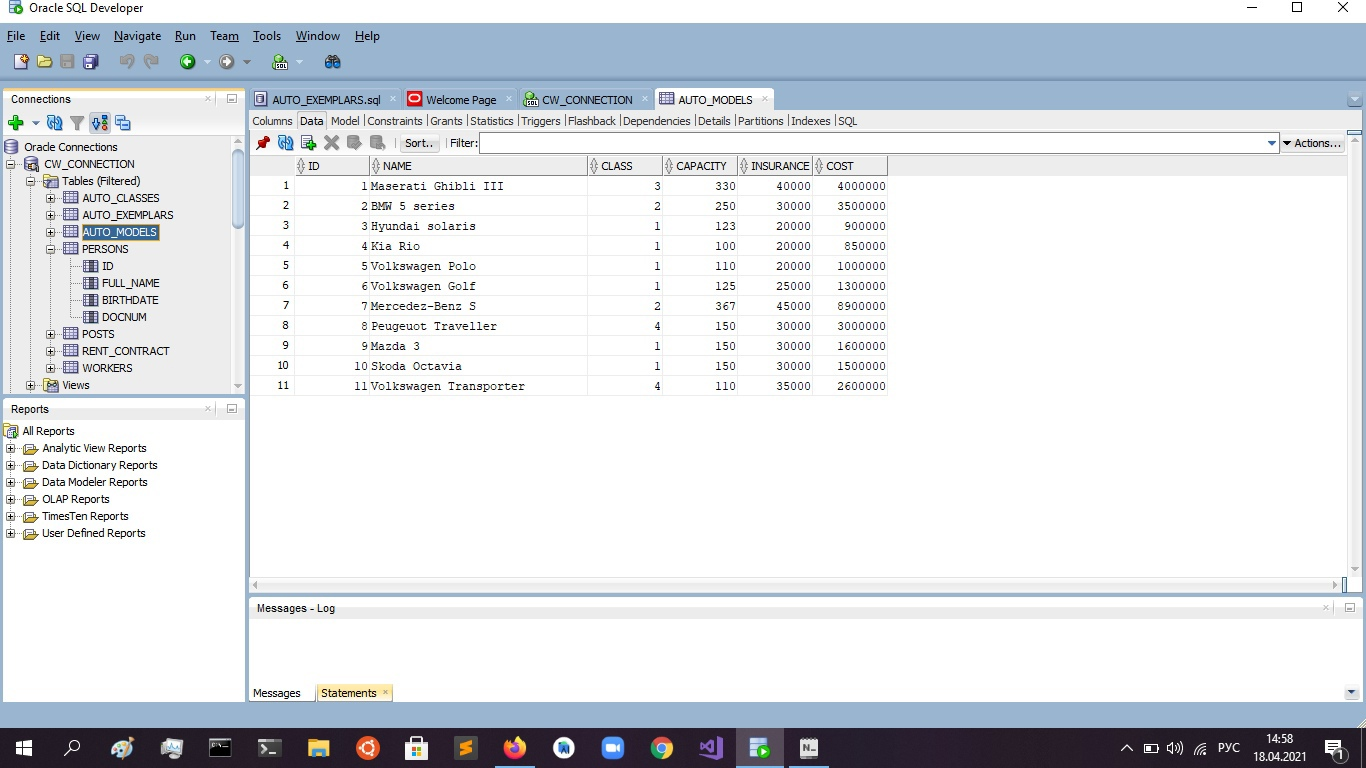 Oracle SQL Developer
File Edit View Navigate Run Team Tools Window Help
Connections
Oracle Connections
CW_CONNECTION
Tables (Filtered)
AUTO_CLASSES
AUTO_EXEMPLARS
AUTO_MODELS
PERSONS
ID
FULL_NAME
BIRTHDATE
DOCNUM
POSTS
RENT_CONTRACT
WORKERS
Views
Reports
All Reports
Analytic View Reports
Data Dictionary Reports
Data Modeler Reports
OLAP Reports
TimesTen Reports
User Defined Reports
AUTO_EXEMPLARS.sql Welcome Page CW_CONNECTION AUTO_MODELS
Columns Data Model Constraints Grants Statistics Triggers Flashback Dependencies Details Partitions Indexes SQL
Sort.. Filter: Actions...
ID NAME CLASS CAPACITY INSURANCE COST
1 1 Maserati Ghibli III 3 330 40000 4000000
2 2 BMW 5 series 2 250 30000 3500000
3 3 Hyundai solaris 1 123 20000 900000
4 4 Kia Rio 1 100 20000 850000
5 5 Volkswagen Polo 1 110 20000 1000000
6 6 Volkswagen Golf 1 125 25000 1300000
7 7 Mercedez-Benz S 2 367 45000 8900000
8 8 Peugeuot Traveller 4 150 30000 3000000
9 9 Mazda 3 1 150 30000 1600000
10 10 Skoda Octavia 1 150 30000 1500000
11 11 Volkswagen Transporter 4 110 35000 2600000
Messages - Log
Messages Statements
РУС
14:58
18.04.2021